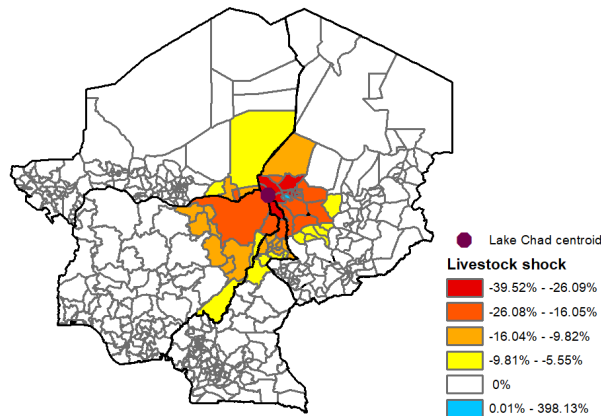 Lake Chad centroid
Livestock shock
-39.52% - -26.09%
-26.08% - -16.05%
-16.04% - -9.82%
-9.81% - -5.55%
0%
0.01% - 398.13%